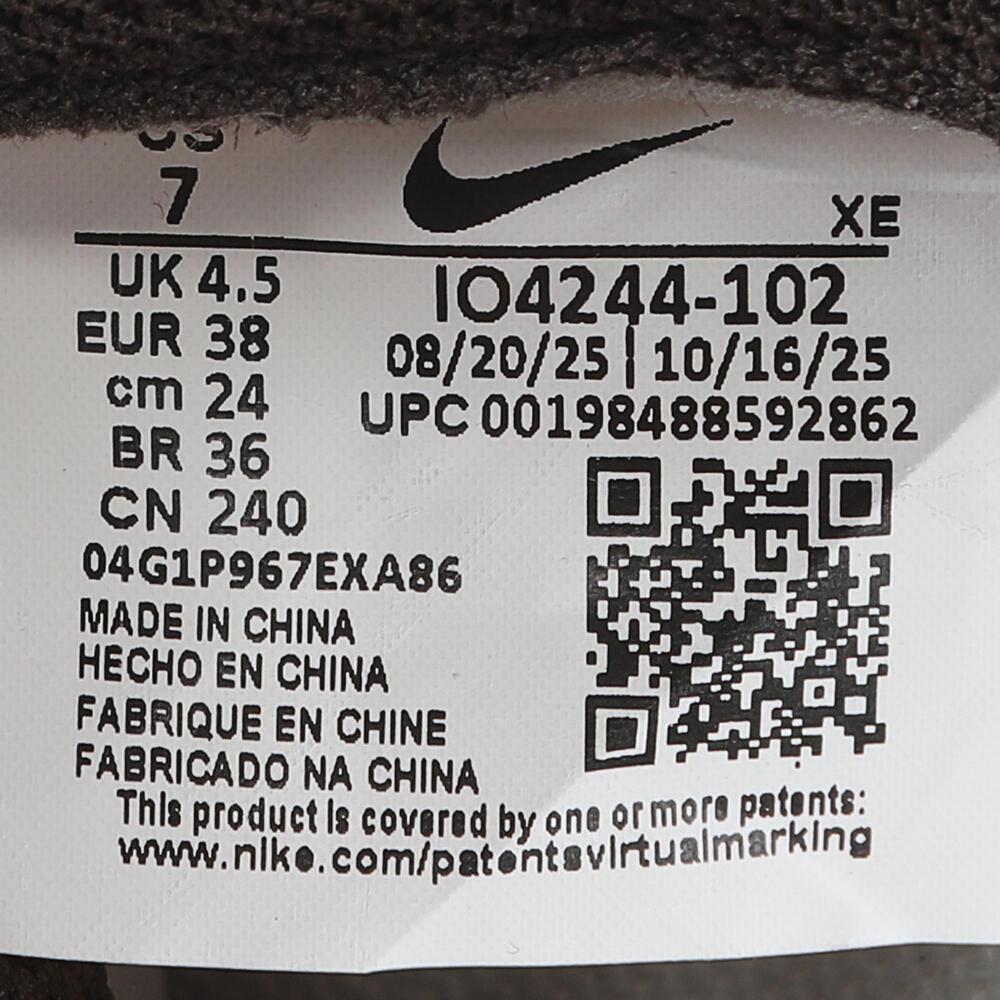 US
7
XE
UK 4.5
EUR 38
cm 24
BR 36
CN 240
IO4244-102
08/20/25 | 10/16/25
UPC 00198488592862
04G1P967EXA86
MADE IN CHINA
HECHO EN CHINA
FABRIQUE EN CHINE
FABRICADO NA CHINA
This product is covered by one or more patents:
www.nike.com/patentsvirtualmarking